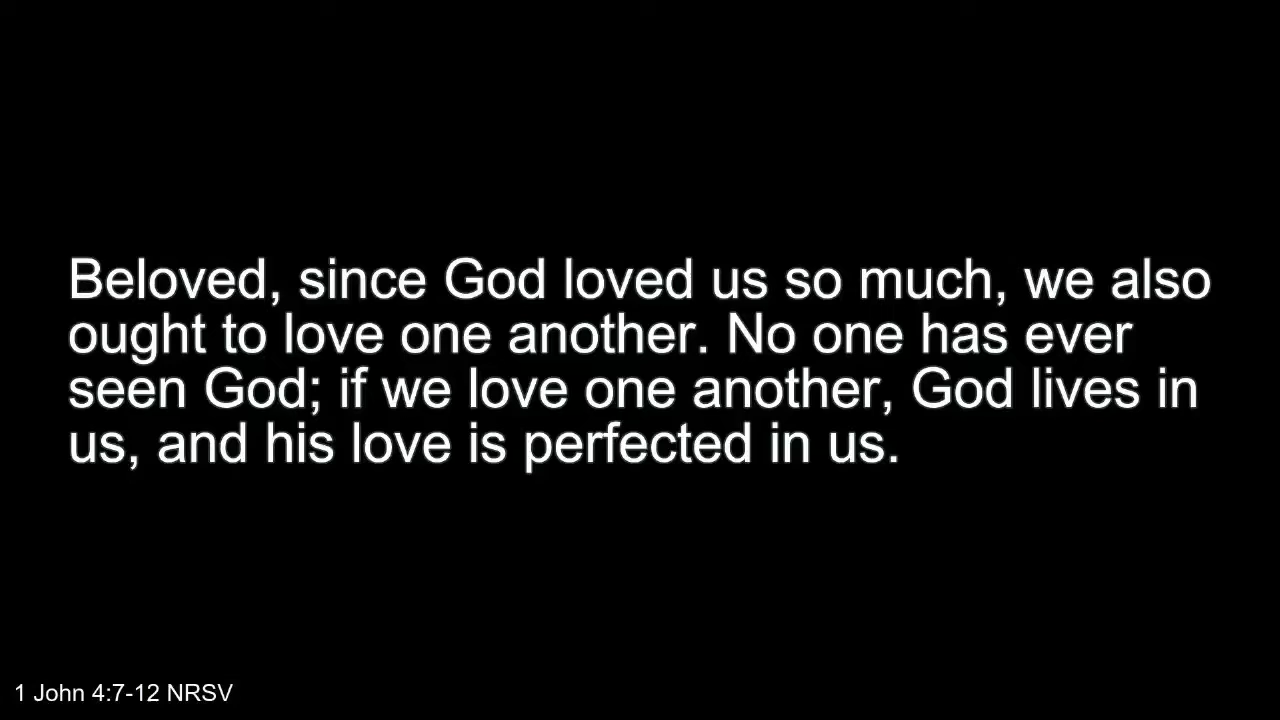 Beloved, since God loved us so much, we also
ought to love one another. No one has ever
seen God; if we love one another, God lives in
us, and his love is perfected in us.
1 John 4:7-12 NRSV